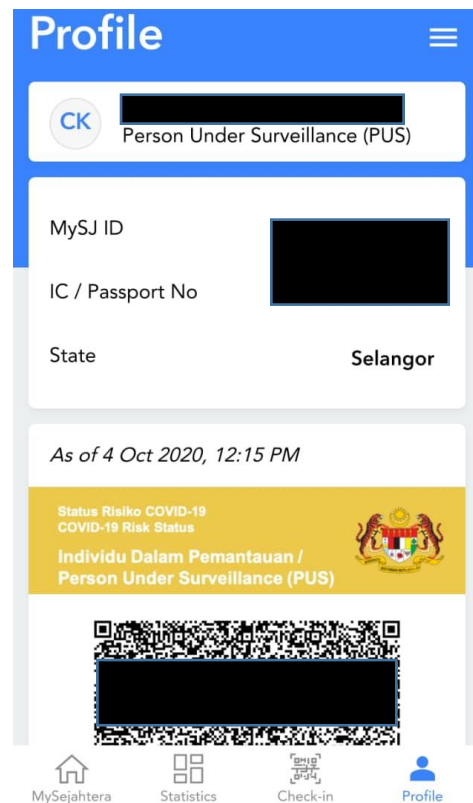 Profile
CK
Person Under Surveillance (PUS)
MySJ ID
IC / Passport No
State Selangor
As of 4 Oct 2020, 12:15 PM
Status Risiko COVID-19
COVID-19 Risk Status
Individu Dalam Pemantauan /
Person Under Surveillance (PUS)
MySejahtera Statistics Check-in Profile